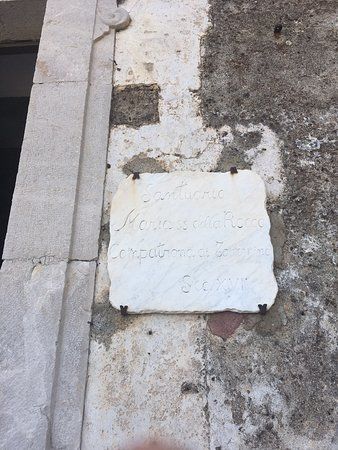 Santuario
Maria SS della Rocca
Compatrona di Taormina
Sec. XVII